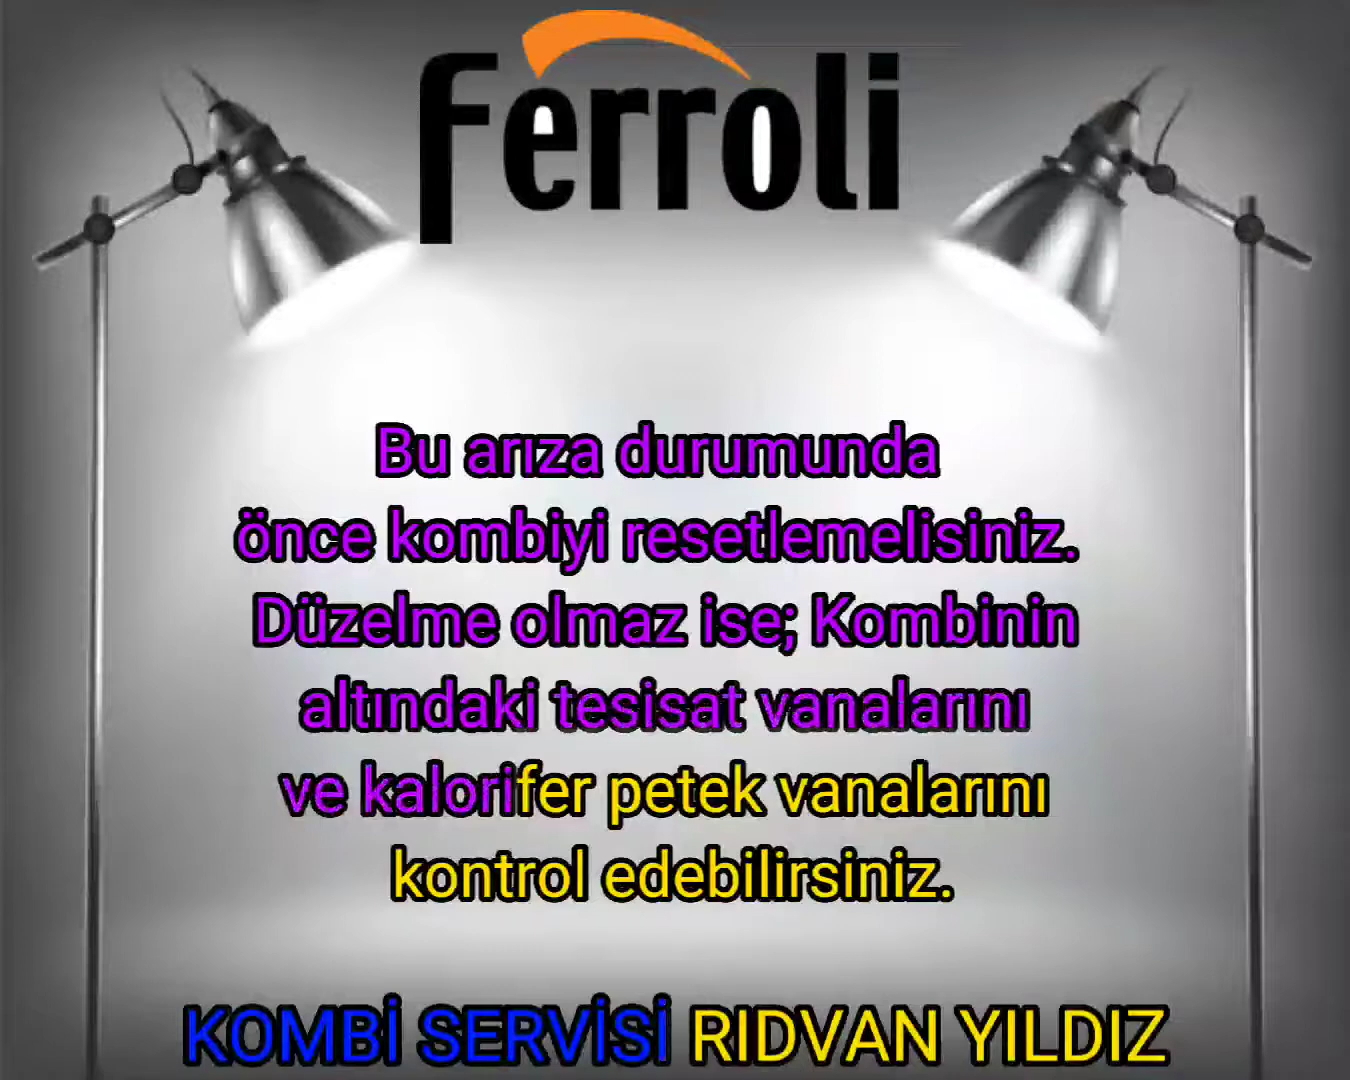 ferroli
Bu arıza durumunda
önce kombiyi resetlemelisiniz.
Düzelme olmaz ise; Kombinin
altındaki tesisat vanalarını
ve kalorifer petek vanalarını
kontrol edebilirsiniz.
KOMBİ SERVİSİ RIDVAN YILDIZ